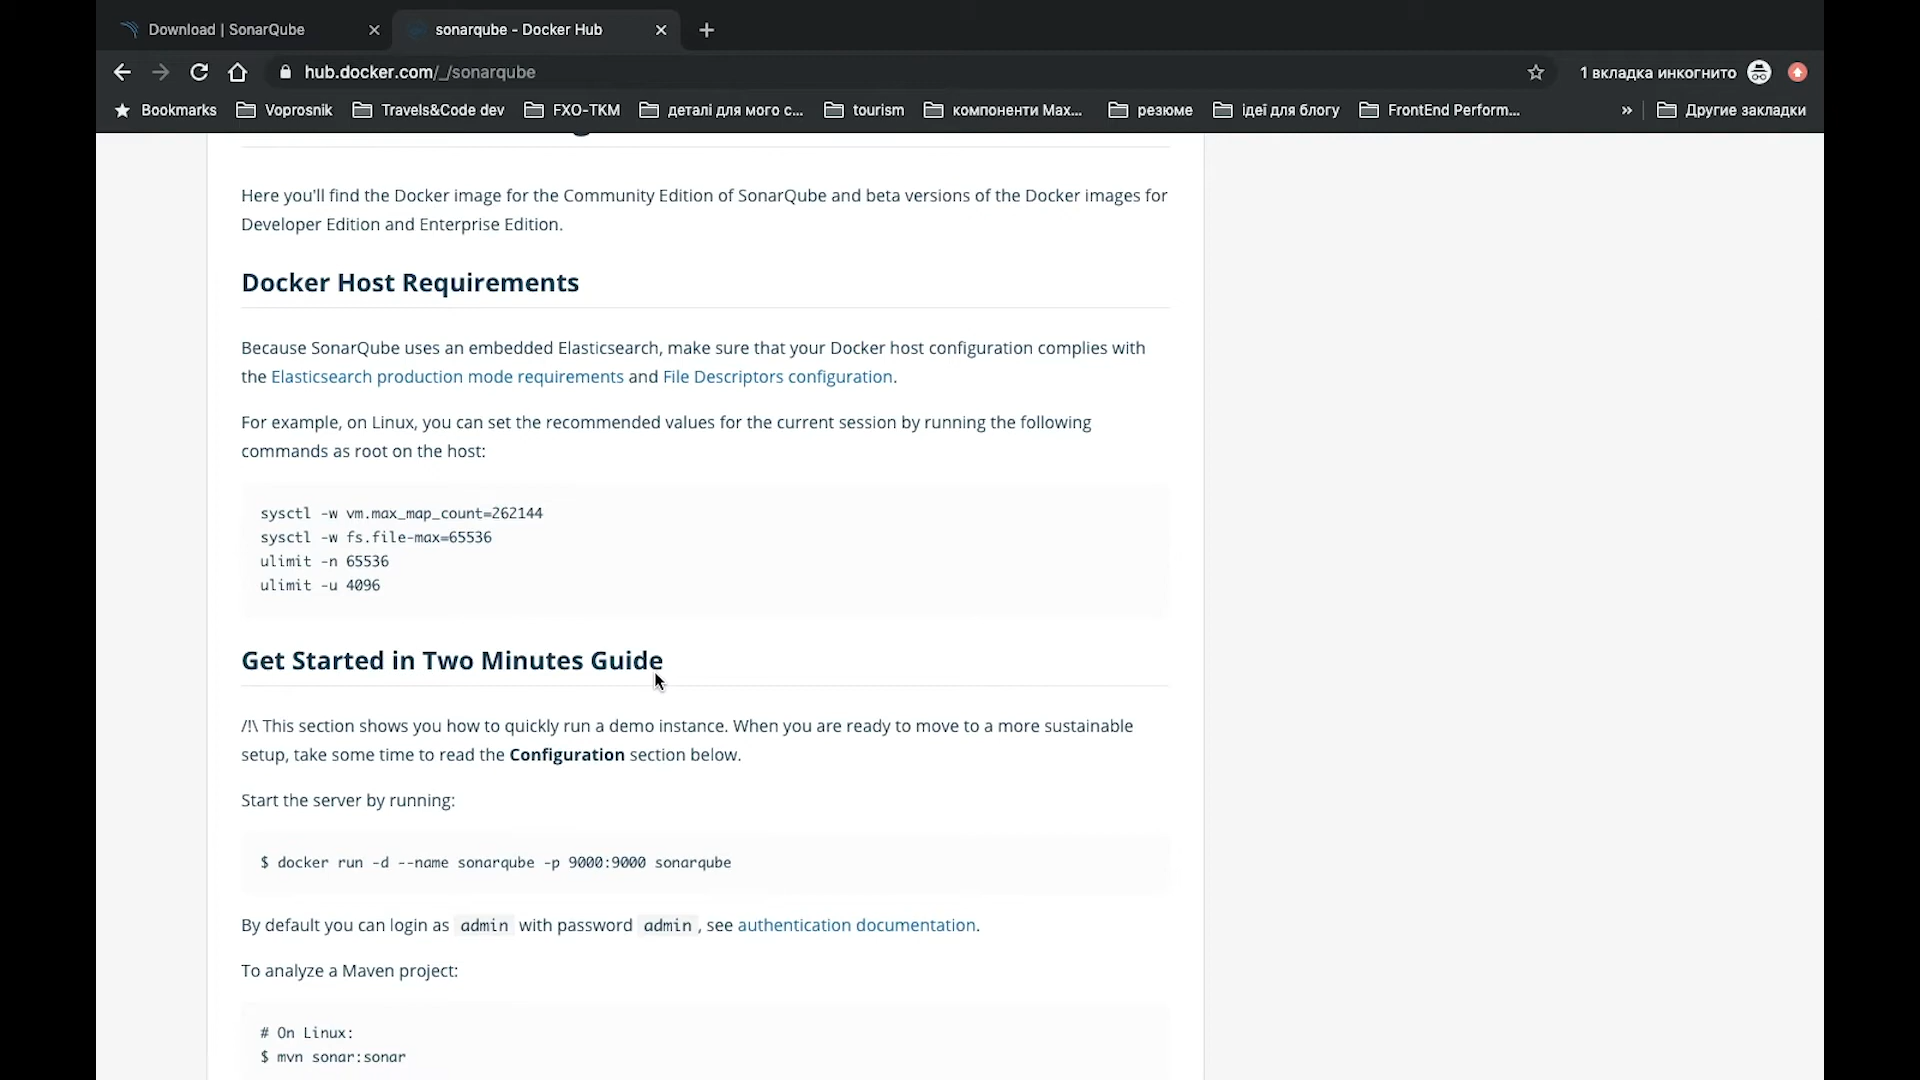 Download | SonarQube
sonarqube - Docker Hub
hub.docker.com/_/sonarqube
1 вкладка инкогнито
Bookmarks
Voprosnik
Travels&Code dev
FXO-TKM
деталі для мого с...
tourism
компоненти Max...
резюме
ідеї для блогу
FrontEnd Perform...
»
Другие закладки
Here you'll find the Docker image for the Community Edition of SonarQube and beta versions of the Docker images for
Developer Edition and Enterprise Edition.
Docker Host Requirements
Because SonarQube uses an embedded Elasticsearch, make sure that your Docker host configuration complies with
the Elasticsearch production mode requirements and File Descriptors configuration.
For example, on Linux, you can set the recommended values for the current session by running the following
commands as root on the host:
sysctl -w vm.max_map_count=262144
sysctl -w fs.file-max=65536
ulimit -n 65536
ulimit -u 4096
Get Started in Two Minutes Guide
/!\ This section shows you how to quickly run a demo instance. When you are ready to move to a more sustainable
setup, take some time to read the Configuration section below.
Start the server by running:
$ docker run -d --name sonarqube -p 9000:9000 sonarqube
By default you can login as admin with password admin, see authentication documentation.
To analyze a Maven project:
# On Linux:
$ mvn sonar:sonar